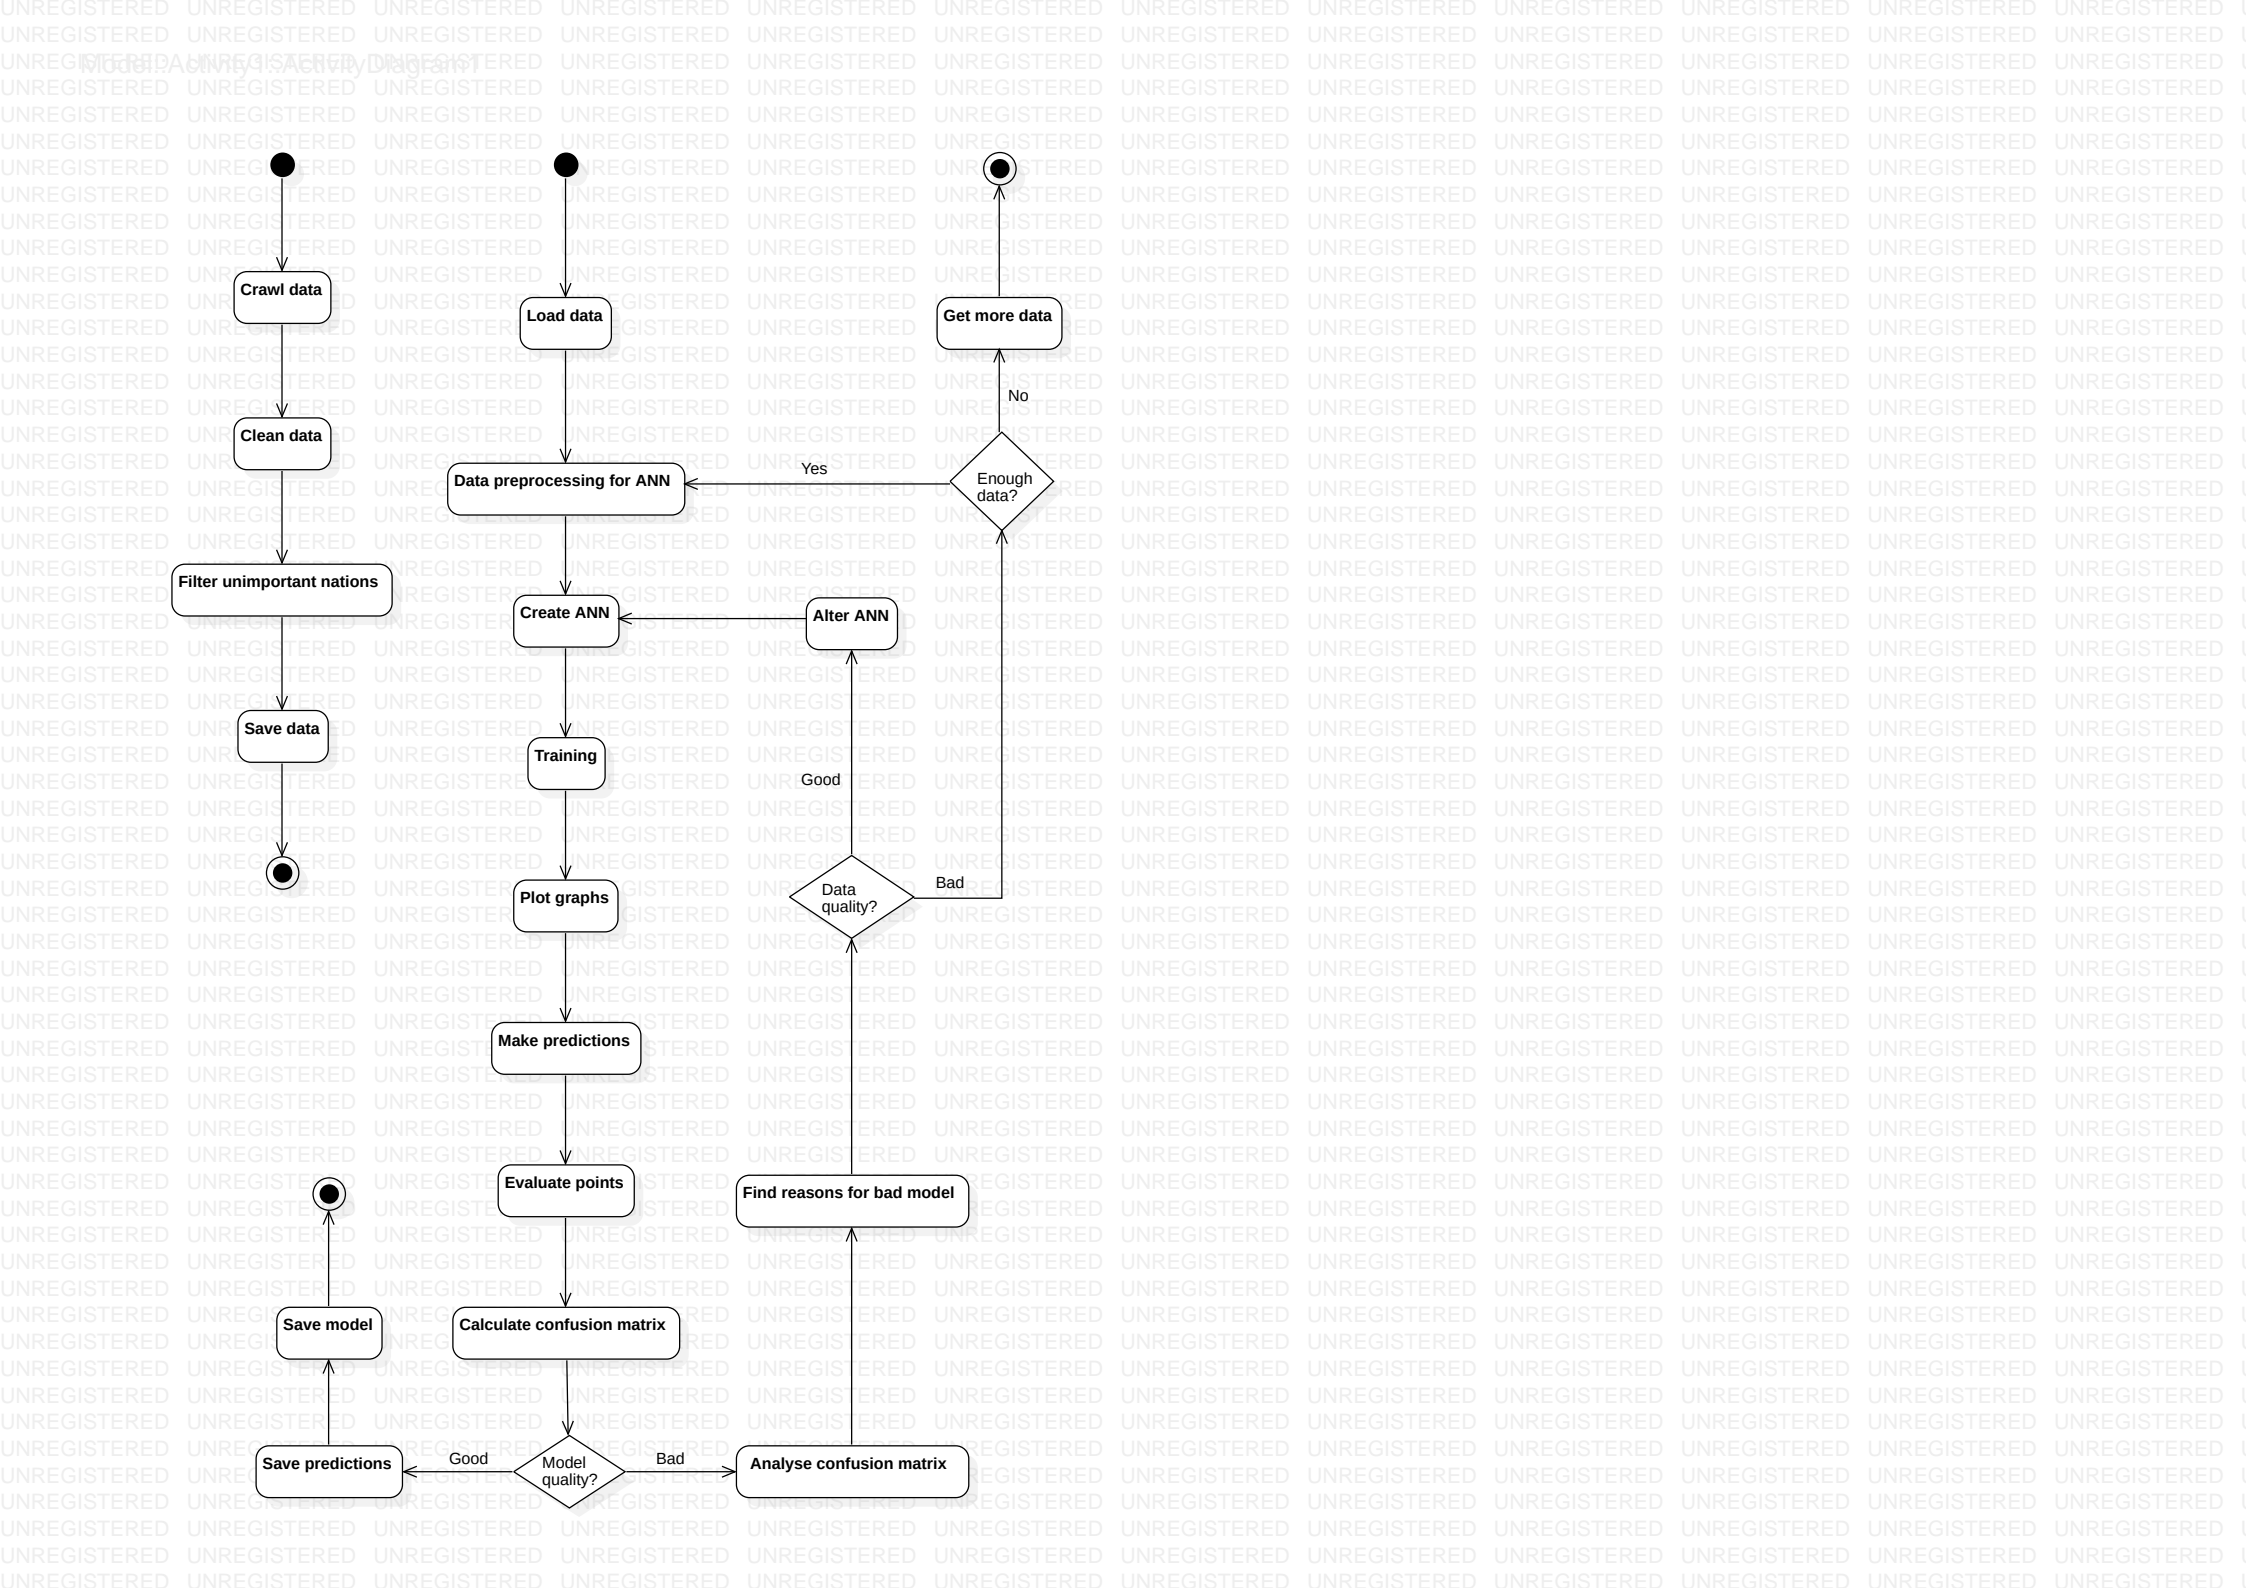 Model::Activity1::ActivityDiagram1
Crawl data
Clean data
Filter unimportant nations
Save data
Load data
Data preprocessing for ANN
Create ANN
Training
Plot graphs
Make predictions
Evaluate points
Calculate confusion matrix
Model
quality?
Good
Save predictions
Save model
Bad
Analyse confusion matrix
Find reasons for bad model
Data
quality?
Good
Alter ANN
Bad
Enough
data?
Yes
No
Get more data
UNREGISTERED